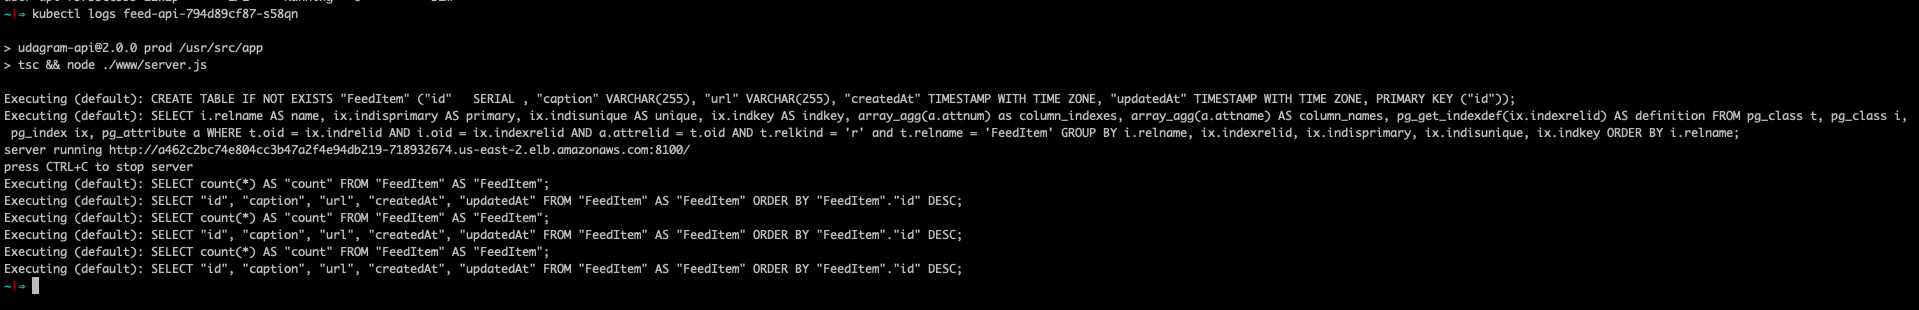 ~|⇒ kubectl logs feed-api-794d89cf87-s58qn
> udagram-api@2.0.0 prod /usr/src/app
> tsc && node ./www/server.js
Executing (default): CREATE TABLE IF NOT EXISTS "FeedItem" ("id"   SERIAL , "caption" VARCHAR(255), "url" VARCHAR(255), "createdAt" TIMESTAMP WITH TIME ZONE, "updatedAt" TIMESTAMP WITH TIME ZONE, PRIMARY KEY ("id"));
Executing (default): SELECT i.relname AS name, ix.indisprimary AS primary, ix.indisunique AS unique, ix.indkey AS indkey, array_agg(a.attnum) as column_indexes, array_agg(a.attname) AS column_names, pg_get_indexdef(ix.indexrelid) AS definition FROM pg_class t, pg_class i,
 pg_index ix, pg_attribute a WHERE t.oid = ix.indrelid AND i.oid = ix.indexrelid AND a.attrelid = t.oid AND t.relkind = 'r' and t.relname = 'FeedItem' GROUP BY i.relname, ix.indexrelid, ix.indisprimary, ix.indisunique, ix.indkey ORDER BY i.relname;
server running http://a462c2bc74e804cc3b47a2f4e94db219-718932674.us-east-2.elb.amazonaws.com:8100/
press CTRL+C to stop server
Executing (default): SELECT count(*) AS "count" FROM "FeedItem" AS "FeedItem";
Executing (default): SELECT "id", "caption", "url", "createdAt", "updatedAt" FROM "FeedItem" AS "FeedItem" ORDER BY "FeedItem"."id" DESC;
Executing (default): SELECT count(*) AS "count" FROM "FeedItem" AS "FeedItem";
Executing (default): SELECT "id", "caption", "url", "createdAt", "updatedAt" FROM "FeedItem" AS "FeedItem" ORDER BY "FeedItem"."id" DESC;
Executing (default): SELECT count(*) AS "count" FROM "FeedItem" AS "FeedItem";
Executing (default): SELECT "id", "caption", "url", "createdAt", "updatedAt" FROM "FeedItem" AS "FeedItem" ORDER BY "FeedItem"."id" DESC;
~|⇒